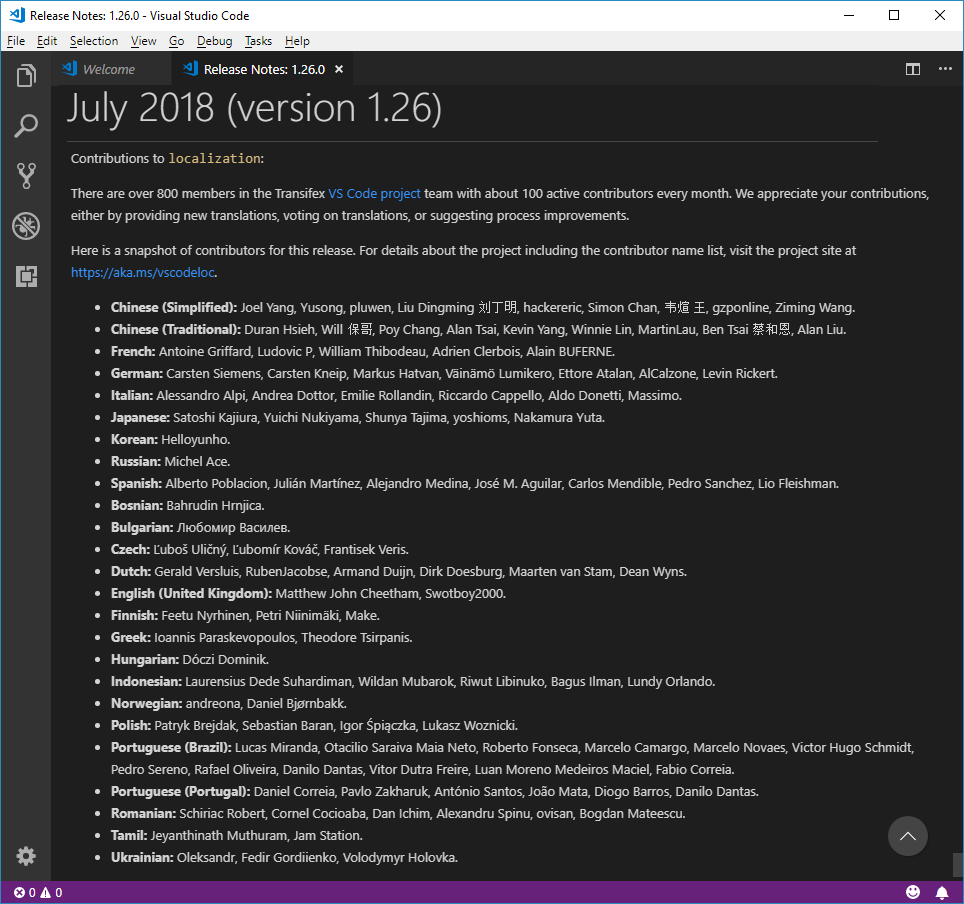 Release Notes: 1.26.0 - Visual Studio Code
File Edit Selection View Go Debug Tasks Help
Welcome Release Notes: 1.26.0
July 2018 (version 1.26)
Contributions to localization:
There are over 800 members in the Transifex VS Code project team with about 100 active contributors every month. We appreciate your contributions,
either by providing new translations, voting on translations, or suggesting process improvements.
Here is a snapshot of contributors for this release. For details about the project including the contributor name list, visit the project site at
https://aka.ms/vscodeloc.
• Chinese (Simplified): Joel Yang, Yusong, pluwen, Liu Dingming 刘丁明, hackereric, Simon Chan, 韦煊 王, gzponline, Ziming Wang.
• Chinese (Traditional): Duran Hsieh, Will 保哥, Poy Chang, Alan Tsai, Kevin Yang, Winnie Lin, MartinLau, Ben Tsai 蔡和恩, Alan Liu.
• French: Antoine Griffard, Ludovic P, William Thibodeau, Adrien Clerbois, Alain BUFERNE.
• German: Carsten Siemens, Carsten Kneip, Markus Hatvan, Väinämö Lumikero, Ettore Atalan, AlCalzone, Levin Rickert.
• Italian: Alessandro Alpi, Andrea Dottor, Emilie Rollandin, Riccardo Cappello, Aldo Donetti, Massimo.
• Japanese: Satoshi Kajiura, Yuichi Nukiyama, Shunya Tajima, yoshioms, Nakamura Yuta.
• Korean: Helloyunho.
• Russian: Michel Ace.
• Spanish: Alberto Poblacion, Julián Martínez, Alejandro Medina, José M. Aguilar, Carlos Mendible, Pedro Sanchez, Lio Fleishman.
• Bosnian: Bahrudin Hrnjica.
• Bulgarian: Любомир Василев.
• Czech: Ľuboš Uličný, Ľubomír Kováč, Frantisek Veris.
• Dutch: Gerald Versluis, RubenJacobse, Armand Duijn, Dirk Doesburg, Maarten van Stam, Dean Wyns.
• English (United Kingdom): Matthew John Cheetham, Swotboy2000.
• Finnish: Feetu Nyrhinen, Petri Niinimäki, Make.
• Greek: Ioannis Paraskevopoulos, Theodore Tsirpanis.
• Hungarian: Dóczi Dominik.
• Indonesian: Laurensius Dede Suhardiman, Wildan Mubarok, Riwut Libinuko, Bagus Ilman, Lundy Orlando.
• Norwegian: andreona, Daniel Bjørnbakk.
• Polish: Patryk Brejdak, Sebastian Baran, Igor Śpiączka, Lukasz Woznicki.
• Portuguese (Brazil): Lucas Miranda, Otacilio Saraiva Maia Neto, Roberto Fonseca, Marcelo Camargo, Marcelo Novaes, Victor Hugo Schmidt,
Pedro Sereno, Rafael Oliveira, Danilo Dantas, Vitor Dutra Freire, Luan Moreno Medeiros Maciel, Fabio Correia.
• Portuguese (Portugal): Daniel Correia, Pavlo Zakharuk, António Santos, João Mata, Diogo Barros, Danilo Dantas.
• Romanian: Schiriac Robert, Cornel Cocioaba, Dan Ichim, Alexandru Spinu, ovisan, Bogdan Mateescu.
• Tamil: Jeyanthinath Muthuram, Jam Station.
• Ukrainian: Oleksandr, Fedir Gordiienko, Volodymyr Holovka.
0 0